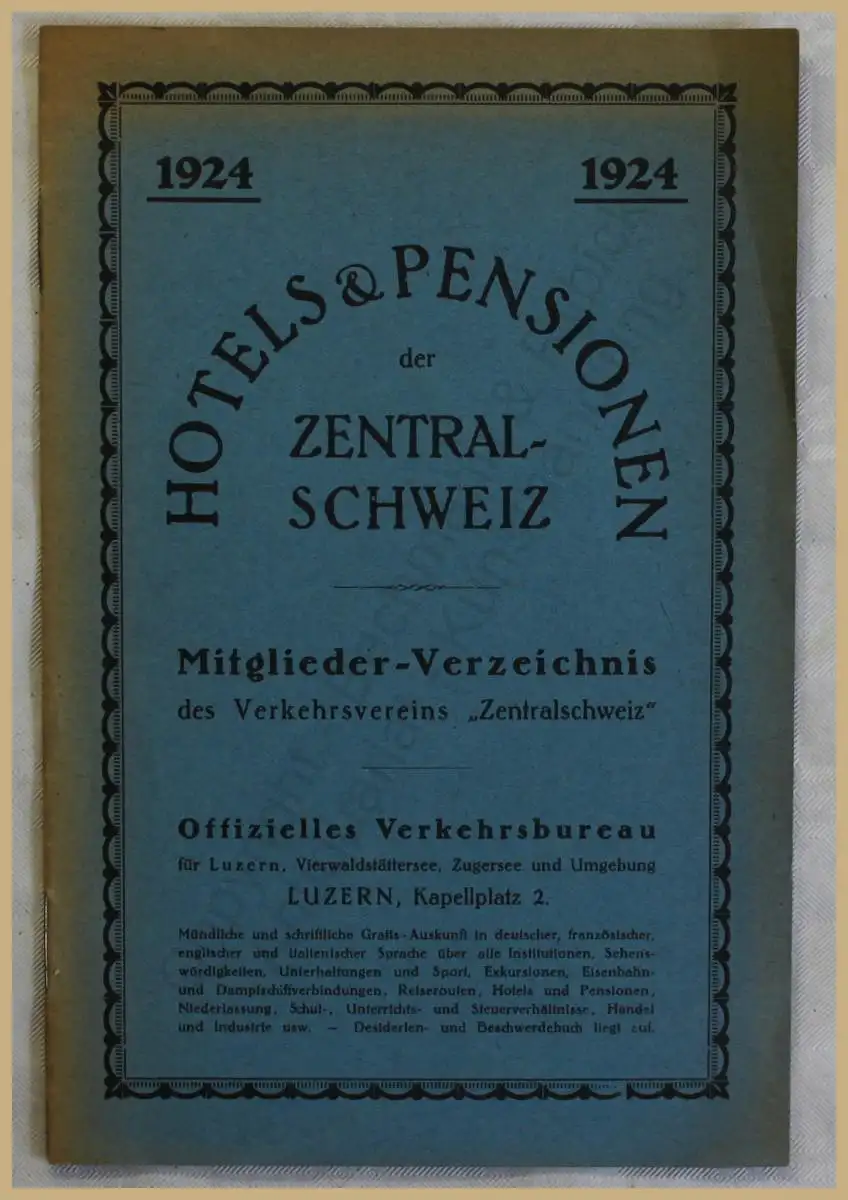 1924 1924
HOTELS & PENSIONEN
der
ZENTRAL-
SCHWEIZ
Mitglieder-Verzeichnis
des Verkehrsvereins „Zentralschweiz“
Offizielles Verkehrsbureau
für Luzern, Vierwaldstättersee, Zugersee und Umgebung
LUZERN, Kapellplatz 2.
Mündliche und schriftliche Gratis-Auskunft in deutscher, französischer,
englischer und italienischer Sprache über alle Institutionen, Sehens-
würdigkeiten, Unterhaltungen und Sport, Exkursionen, Eisenbahn-
und Dampfschiffverbindungen, Reiserouten, Hotels und Pensionen,
Niederlassung, Schul-, Unterrichts- und Steuerverhältnisse, Handel
und Industrie usw. — Desiderien- und Beschwerdebuch liegt auf.